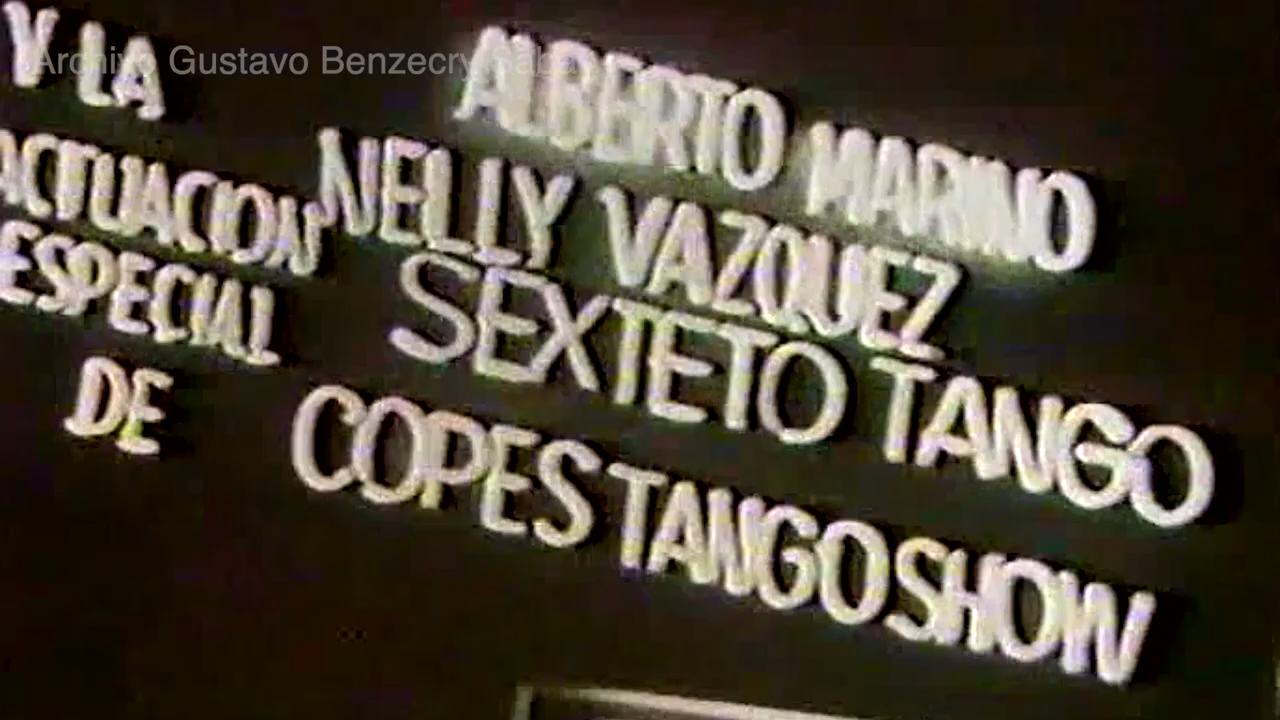 Archivo Gustavo Benzecry
Y LA
ACTUACION
ESPECIAL
DE
ALBERTO MARINO
NELLY VAZQUEZ
SEXTETO TANGO
COPES TANGO SHOW